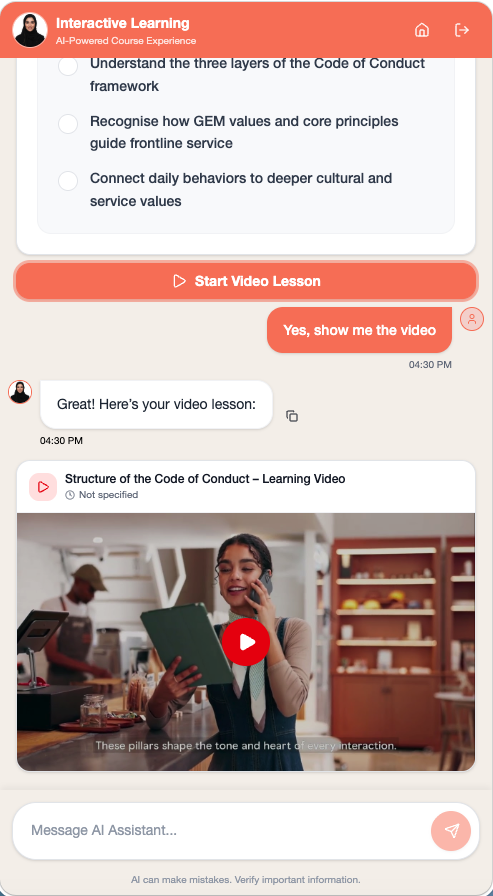 Interactive Learning
AI-Powered Course Experience
Understand the three layers of the Code of Conduct
framework
Recognise how GEM values and core principles
guide frontline service
Connect daily behaviors to deeper cultural and
service values
Start Video Lesson
Yes, show me the video
04:30 PM
Great! Here's your video lesson:
04:30 PM
Structure of the Code of Conduct – Learning Video
Not specified
These pillars shape the tone and heart of every interaction.
Message AI Assistant...
AI can make mistakes. Verify important information.